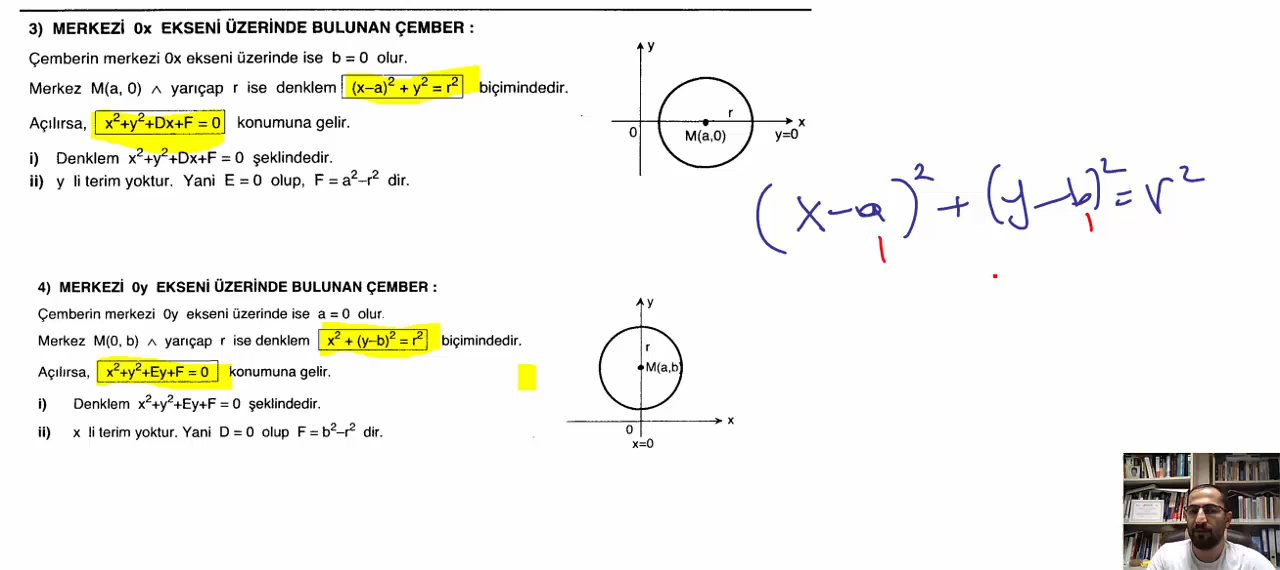 3) MERKEZİ 0x EKSENİ ÜZERİNDE BULUNAN ÇEMBER :
Çemberin merkezi 0x ekseni üzerinde ise b = 0 olur.
Merkez M(a, 0) ∧ yarıçap r ise denklem (x–a)² + y² = r² biçimindedir.
Açılırsa, x²+y²+Dx+F = 0 konumuna gelir.
i) Denklem x²+y²+Dx+F = 0 şeklindedir.
ii) y li terim yoktur. Yani E = 0 olup, F = a²–r² dir.
y
r
x
0
M(a,0)
y=0
(x-a)² + (y-b)² = r²
4) MERKEZİ 0y EKSENİ ÜZERİNDE BULUNAN ÇEMBER :
Çemberin merkezi 0y ekseni üzerinde ise a = 0 olur.
Merkez M(0, b) ∧ yarıçap r ise denklem x² + (y–b)² = r² biçimindedir.
Açılırsa, x²+y²+Ey+F = 0 konumuna gelir.
i) Denklem x²+y²+Ey+F = 0 şeklindedir.
ii) x li terim yoktur. Yani D = 0 olup F = b²–r² dir.
y
r
M(a,b)
x
0
x=0